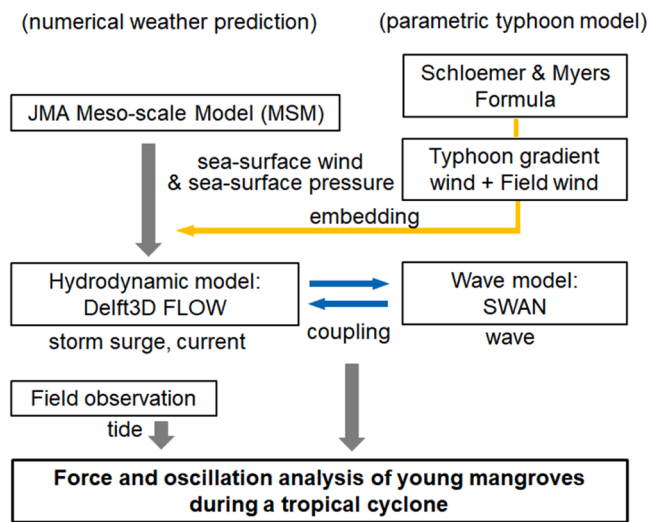 (numerical weather prediction)
(parametric typhoon model)
Schloemer & Myers
Formula
JMA Meso-scale Model (MSM)
sea-surface wind
& sea-surface pressure
Typhoon gradient
wind + Field wind
embedding
Hydrodynamic model:
Delft3D FLOW
Wave model:
SWAN
coupling
storm surge, current
wave
Field observation
tide
Force and oscillation analysis of young mangroves
during a tropical cyclone